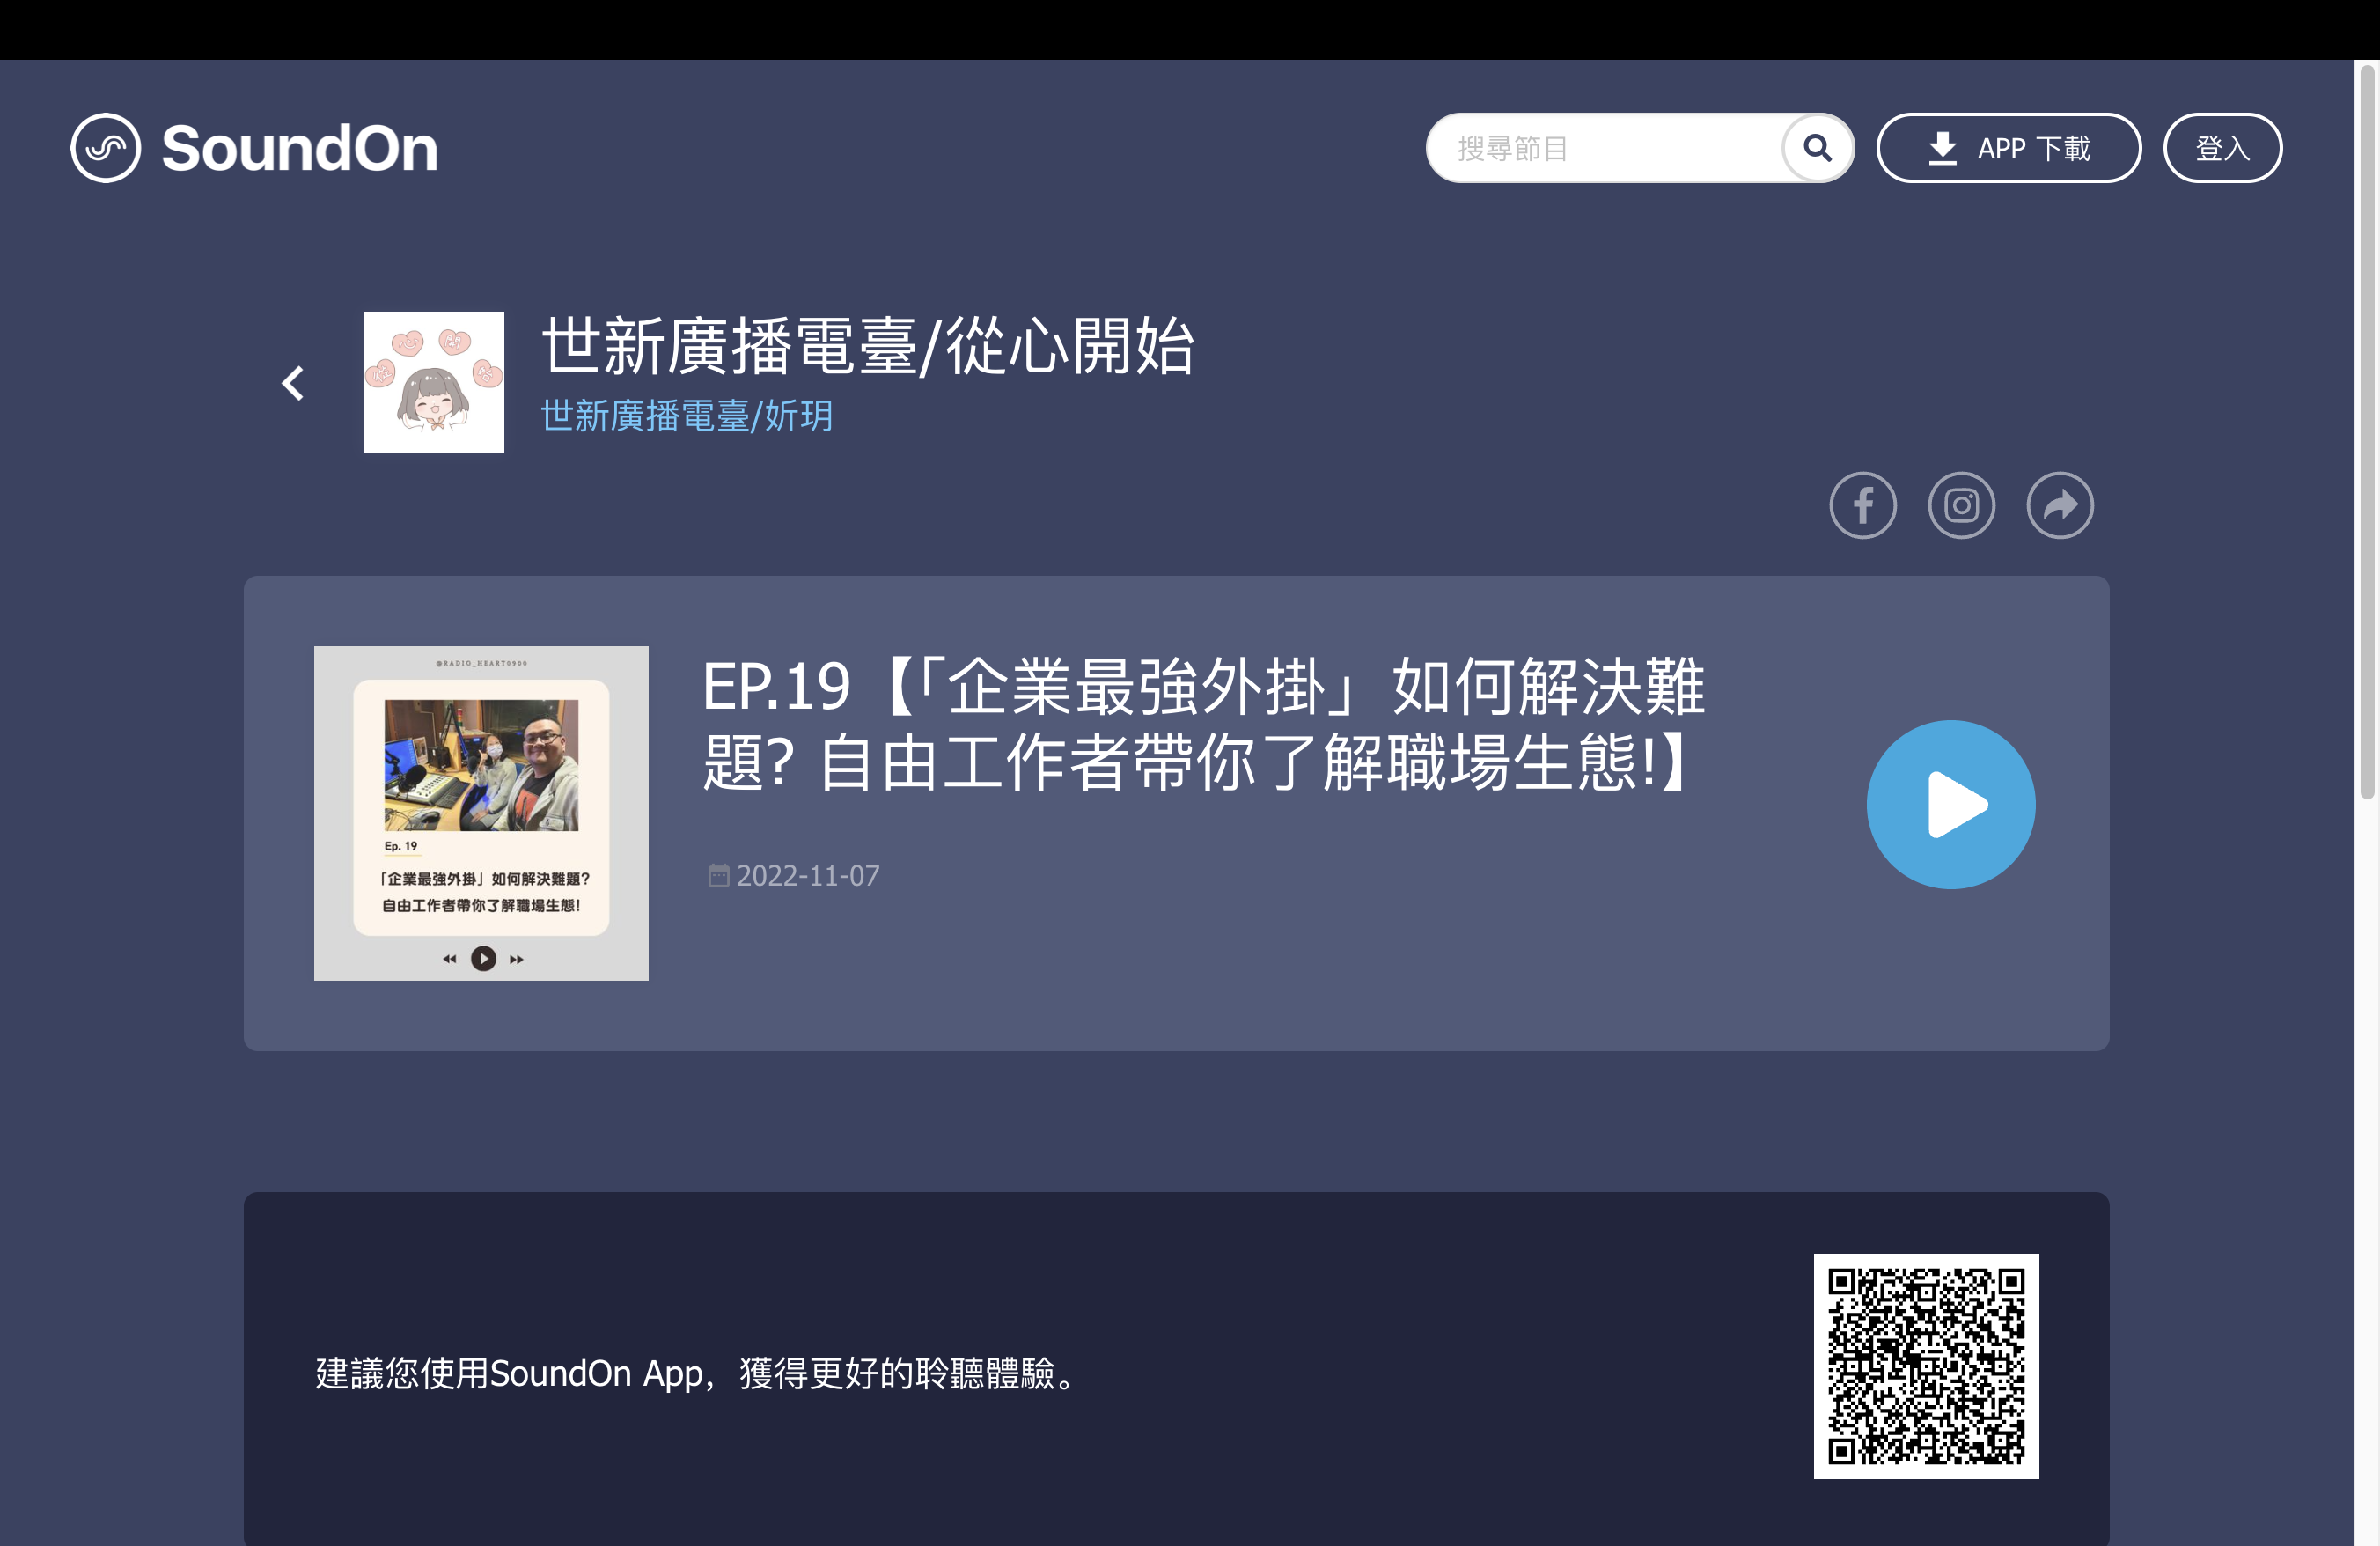 SoundOn
搜尋節目
APP 下載
登入
世新廣播電臺/從心開始
世新廣播電臺/妡玥
@RADIO_HEART0900
Ep. 19
「企業最強外掛」如何解決難題?
自由工作者帶你了解職場生態!
EP.19【「企業最強外掛」如何解決難
題? 自由工作者帶你了解職場生態!】
2022-11-07
建議您使用SoundOn App，獲得更好的聆聽體驗。